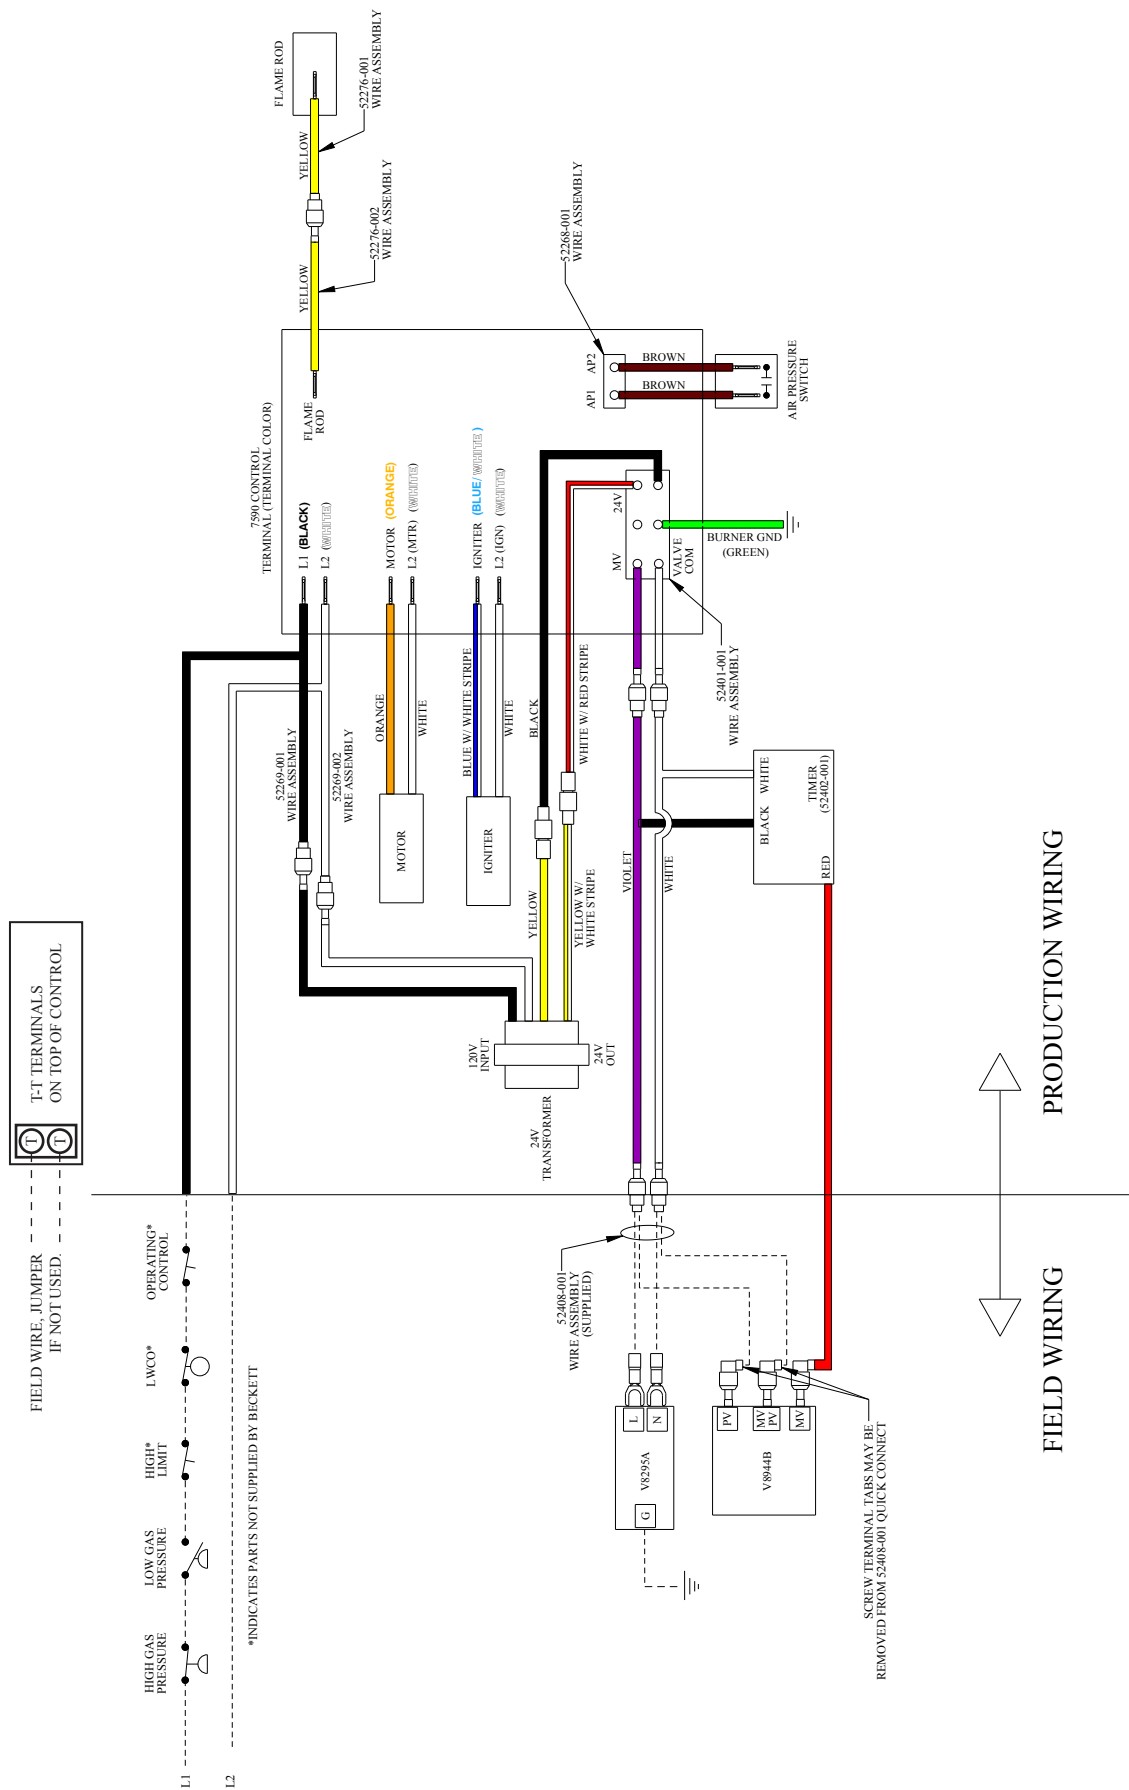 FIELD WIRE, JUMPER
IF NOT USED.
T
T
T-T TERMINALS
ON TOP OF CONTROL
L1
L2
HIGH GAS
PRESSURE
LOW GAS
PRESSURE
HIGH*
LIMIT
LWCO*
OPERATING*
CONTROL
*INDICATES PARTS NOT SUPPLIED BY BECKETT
52269-001
WIRE ASSEMBLY
52269-002
WIRE ASSEMBLY
7590 CONTROL
TERMINAL (TERMINAL COLOR)
L1 (BLACK)
L2 (WHITE)
FLAME
ROD
YELLOW
52276-002
WIRE ASSEMBLY
YELLOW
52276-001
WIRE ASSEMBLY
FLAME ROD
MOTOR
ORANGE
WHITE
MOTOR (ORANGE)
L2 (MTR) (WHITE)
IGNITER
BLUE W/ WHITE STRIPE
WHITE
IGNITER (BLUE/WHITE)
L2 (IGN) (WHITE)
120V
INPUT
24V
OUT
24V
TRANSFORMER
YELLOW
BLACK
YELLOW W/
WHITE STRIPE
WHITE W/ RED STRIPE
MV
24V
VALVE
COM
AP1
AP2
BROWN
BROWN
52268-001
WIRE ASSEMBLY
AIR PRESSURE
SWITCH
BURNER GND
(GREEN)
52401-001
WIRE ASSEMBLY
VIOLET
WHITE
BLACK
WHITE
TIMER
(52402-001)
RED
52408-001
WIRE ASSEMBLY
(SUPPLIED)
G
V8295A
L
N
V8944B
PV
MV
PV
MV
SCREW TERMINAL TABS MAY BE
REMOVED FROM 52408-001 QUICK CONNECT
FIELD WIRING
PRODUCTION WIRING